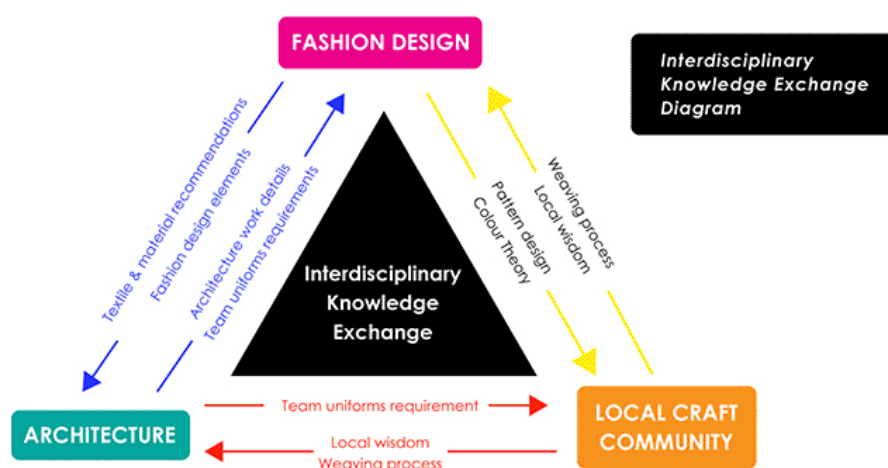 FASHION DESIGN
Interdisciplinary
Knowledge Exchange
Diagram
Textile & material recommendations
Fashion design elements
Architecture work details
Team uniforms requirements
Pattern design
Colour Theory
Weaving process
Local wisdom
Interdisciplinary
Knowledge
Exchange
ARCHITECTURE
Team uniforms requirement
Local wisdom
Weaving process
LOCAL CRAFT
COMMUNITY